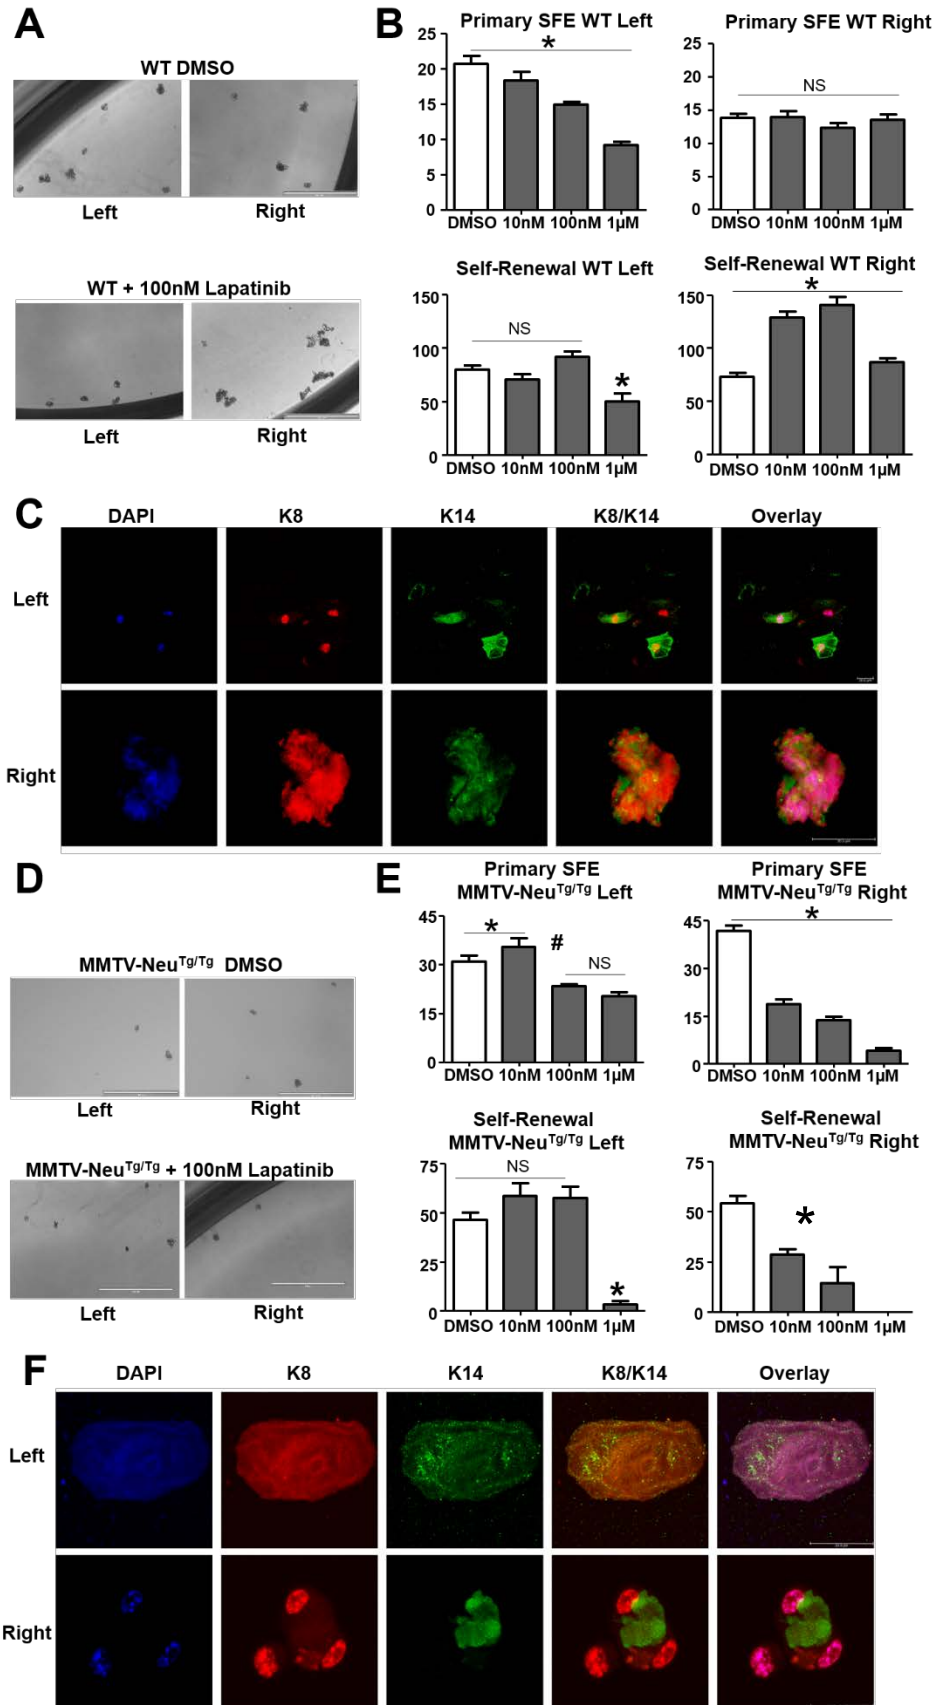 A
WT DMSO
Left Right
WT + 100nM Lapatinib
Left Right
B
Primary SFE WT Left
25
20
15
10
5
0
*
DMSO 10nM 100nM 1µM
Primary SFE WT Right
25
20
15
10
5
0
NS
DMSO 10nM 100nM 1µM
Self-Renewal WT Left
150
100
50
0
NS
*
DMSO 10nM 100nM 1µM
Self-Renewal WT Right
150
100
50
0
*
DMSO 10nM 100nM 1µM
C
DAPI K8 K14 K8/K14 Overlay
Left
Right
D
MMTV-NeuTg/Tg DMSO
Left Right
MMTV-NeuTg/Tg + 100nM Lapatinib
Left Right
E
Primary SFE
MMTV-NeuTg/Tg Left
45
30
15
0
*
#
NS
DMSO 10nM 100nM 1µM
Primary SFE
MMTV-NeuTg/Tg Right
45
30
15
0
*
DMSO 10nM 100nM 1µM
Self-Renewal
MMTV-NeuTg/Tg Left
75
50
25
0
NS
*
DMSO 10nM 100nM 1µM
Self-Renewal
MMTV-NeuTg/Tg Right
75
50
25
0
*
DMSO 10nM 100nM 1µM
F
DAPI K8 K14 K8/K14 Overlay
Left
Right